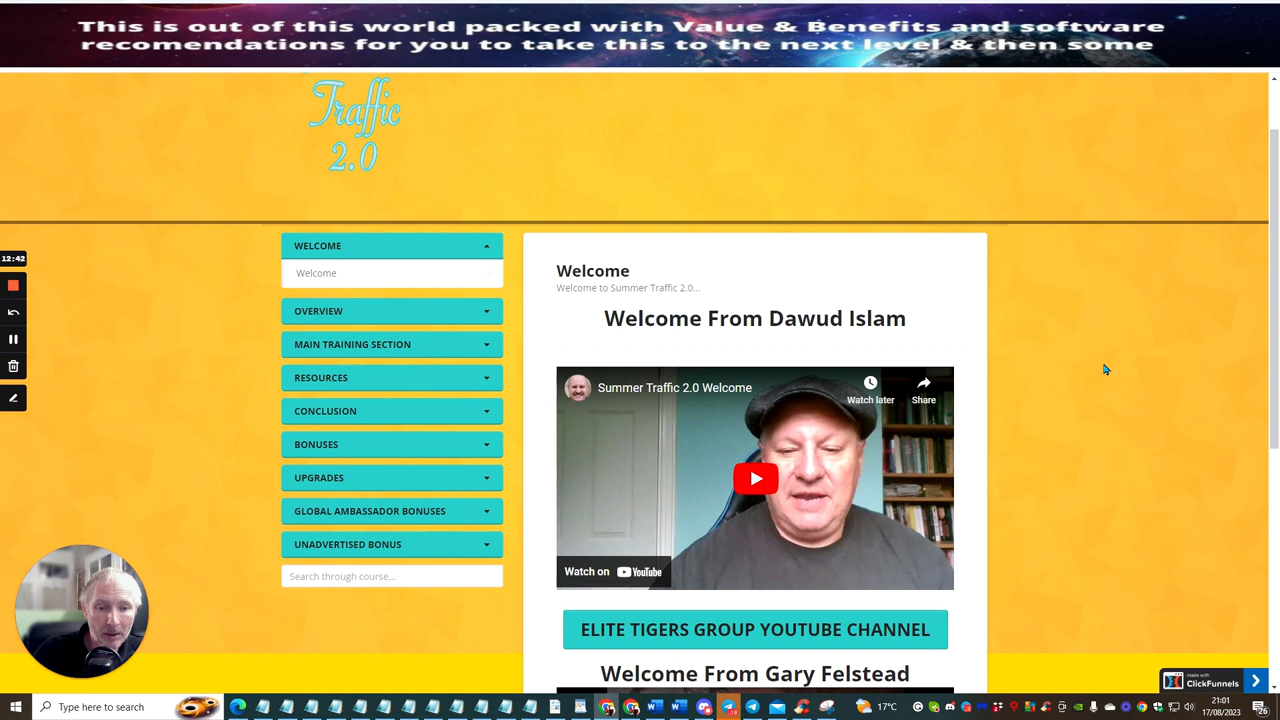 This is out of this world packed with Value & Benefits and software
recomendations for you to take this to the next level & then some
Traffic
2.0
WELCOME
Welcome
OVERVIEW
MAIN TRAINING SECTION
RESOURCES
CONCLUSION
BONUSES
UPGRADES
GLOBAL AMBASSADOR BONUSES
UNADVERTISED BONUS
Search through course...
Welcome
Welcome to Summer Traffic 2.0...
Welcome From Dawud Islam
Summer Traffic 2.0 Welcome
Watch later
Share
Watch on YouTube
ELITE TIGERS GROUP YOUTUBE CHANNEL
Welcome From Gary Felstead
12:42
made with
ClickFunnels
Type here to search
17°C
21:01
17/08/2023
26